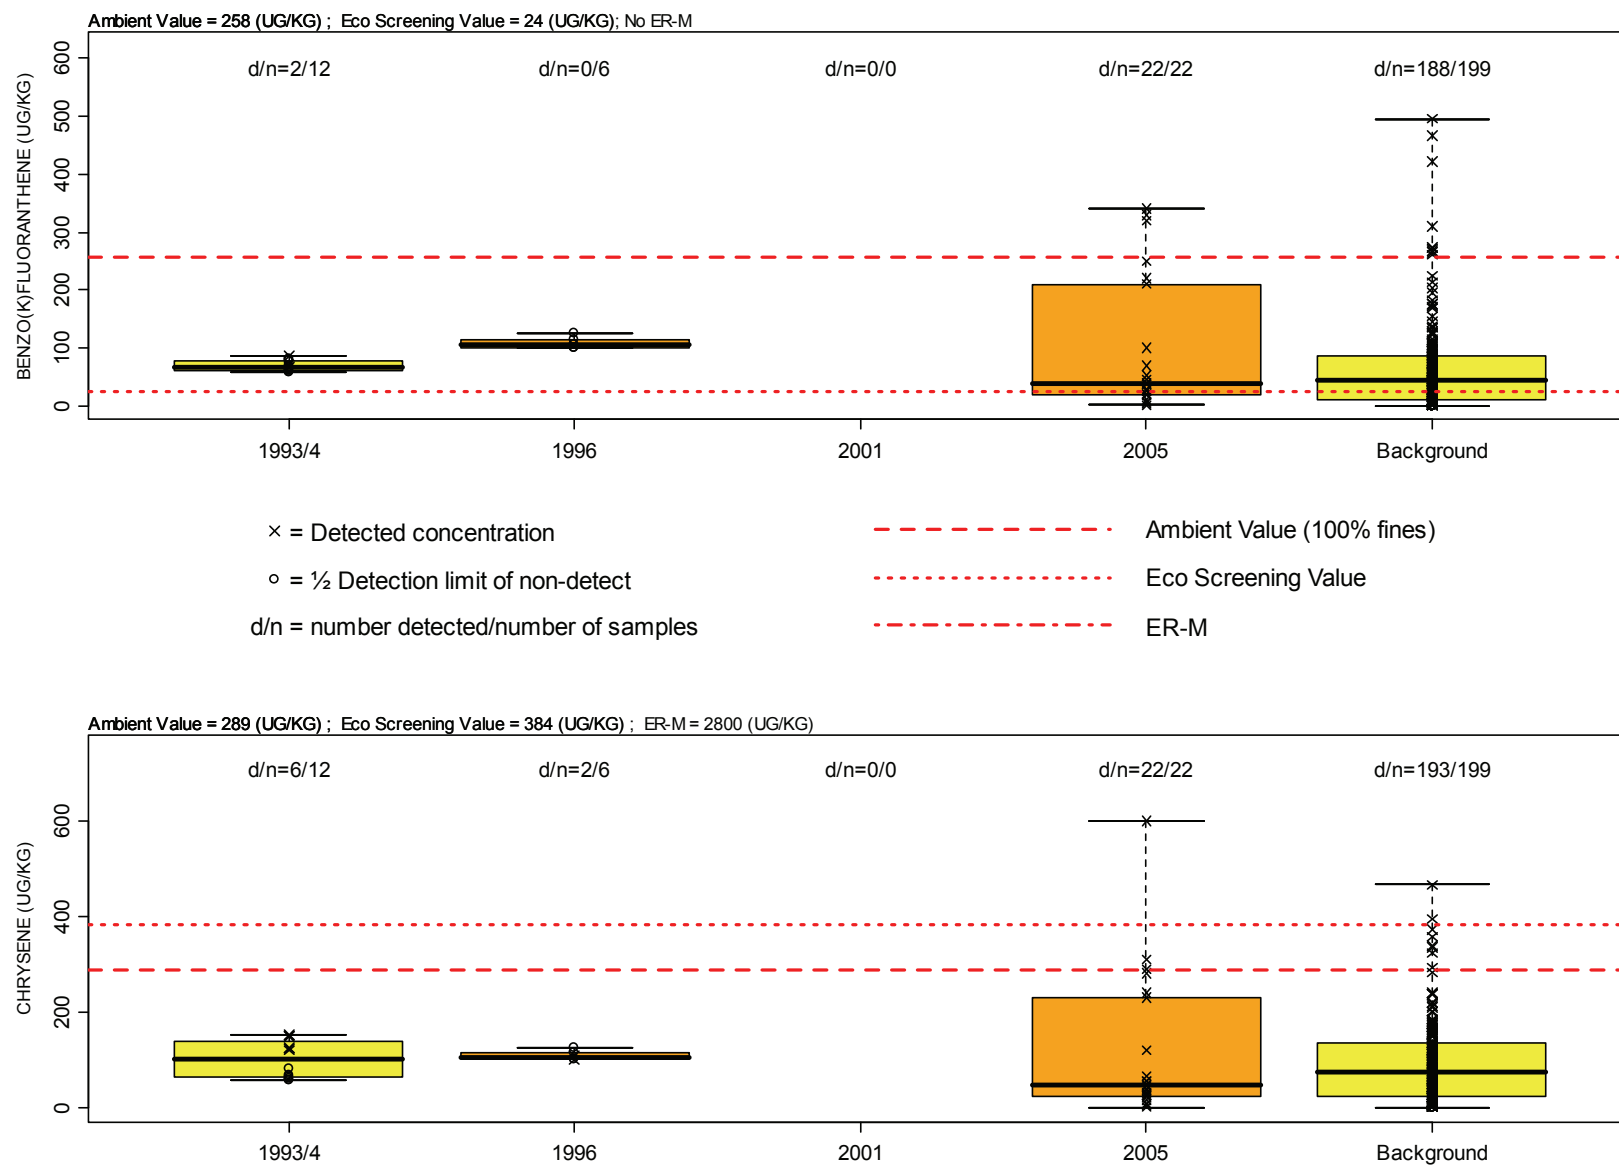 Ambient Value = 258 (UG/KG) ; Eco Screening Value = 24 (UG/KG); No ER-M
BENZO(K)FLUORANTHENE (UG/KG)
600
500
400
300
200
100
0
d/n=2/12 d/n=0/6 d/n=0/0 d/n=22/22 d/n=188/199
1993/4 1996 2001 2005 Background
× = Detected concentration
○ = ½ Detection limit of non-detect
d/n = number detected/number of samples
Ambient Value (100% fines)
Eco Screening Value
ER-M
Ambient Value = 289 (UG/KG) ; Eco Screening Value = 384 (UG/KG) ; ER-M = 2800 (UG/KG)
CHRYSENE (UG/KG)
600
400
200
0
d/n=6/12 d/n=2/6 d/n=0/0 d/n=22/22 d/n=193/199
1993/4 1996 2001 2005 Background